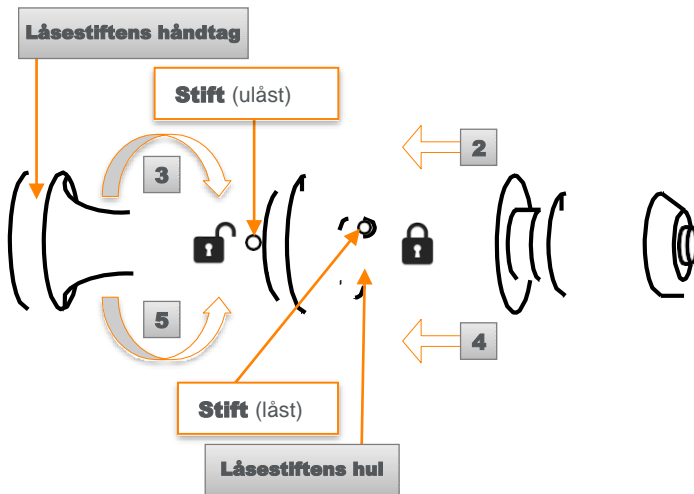 Låsestiftens håndtag
Stift (ulåst)
2
3
5
4
Stift (låst)
Låsestiftens hul